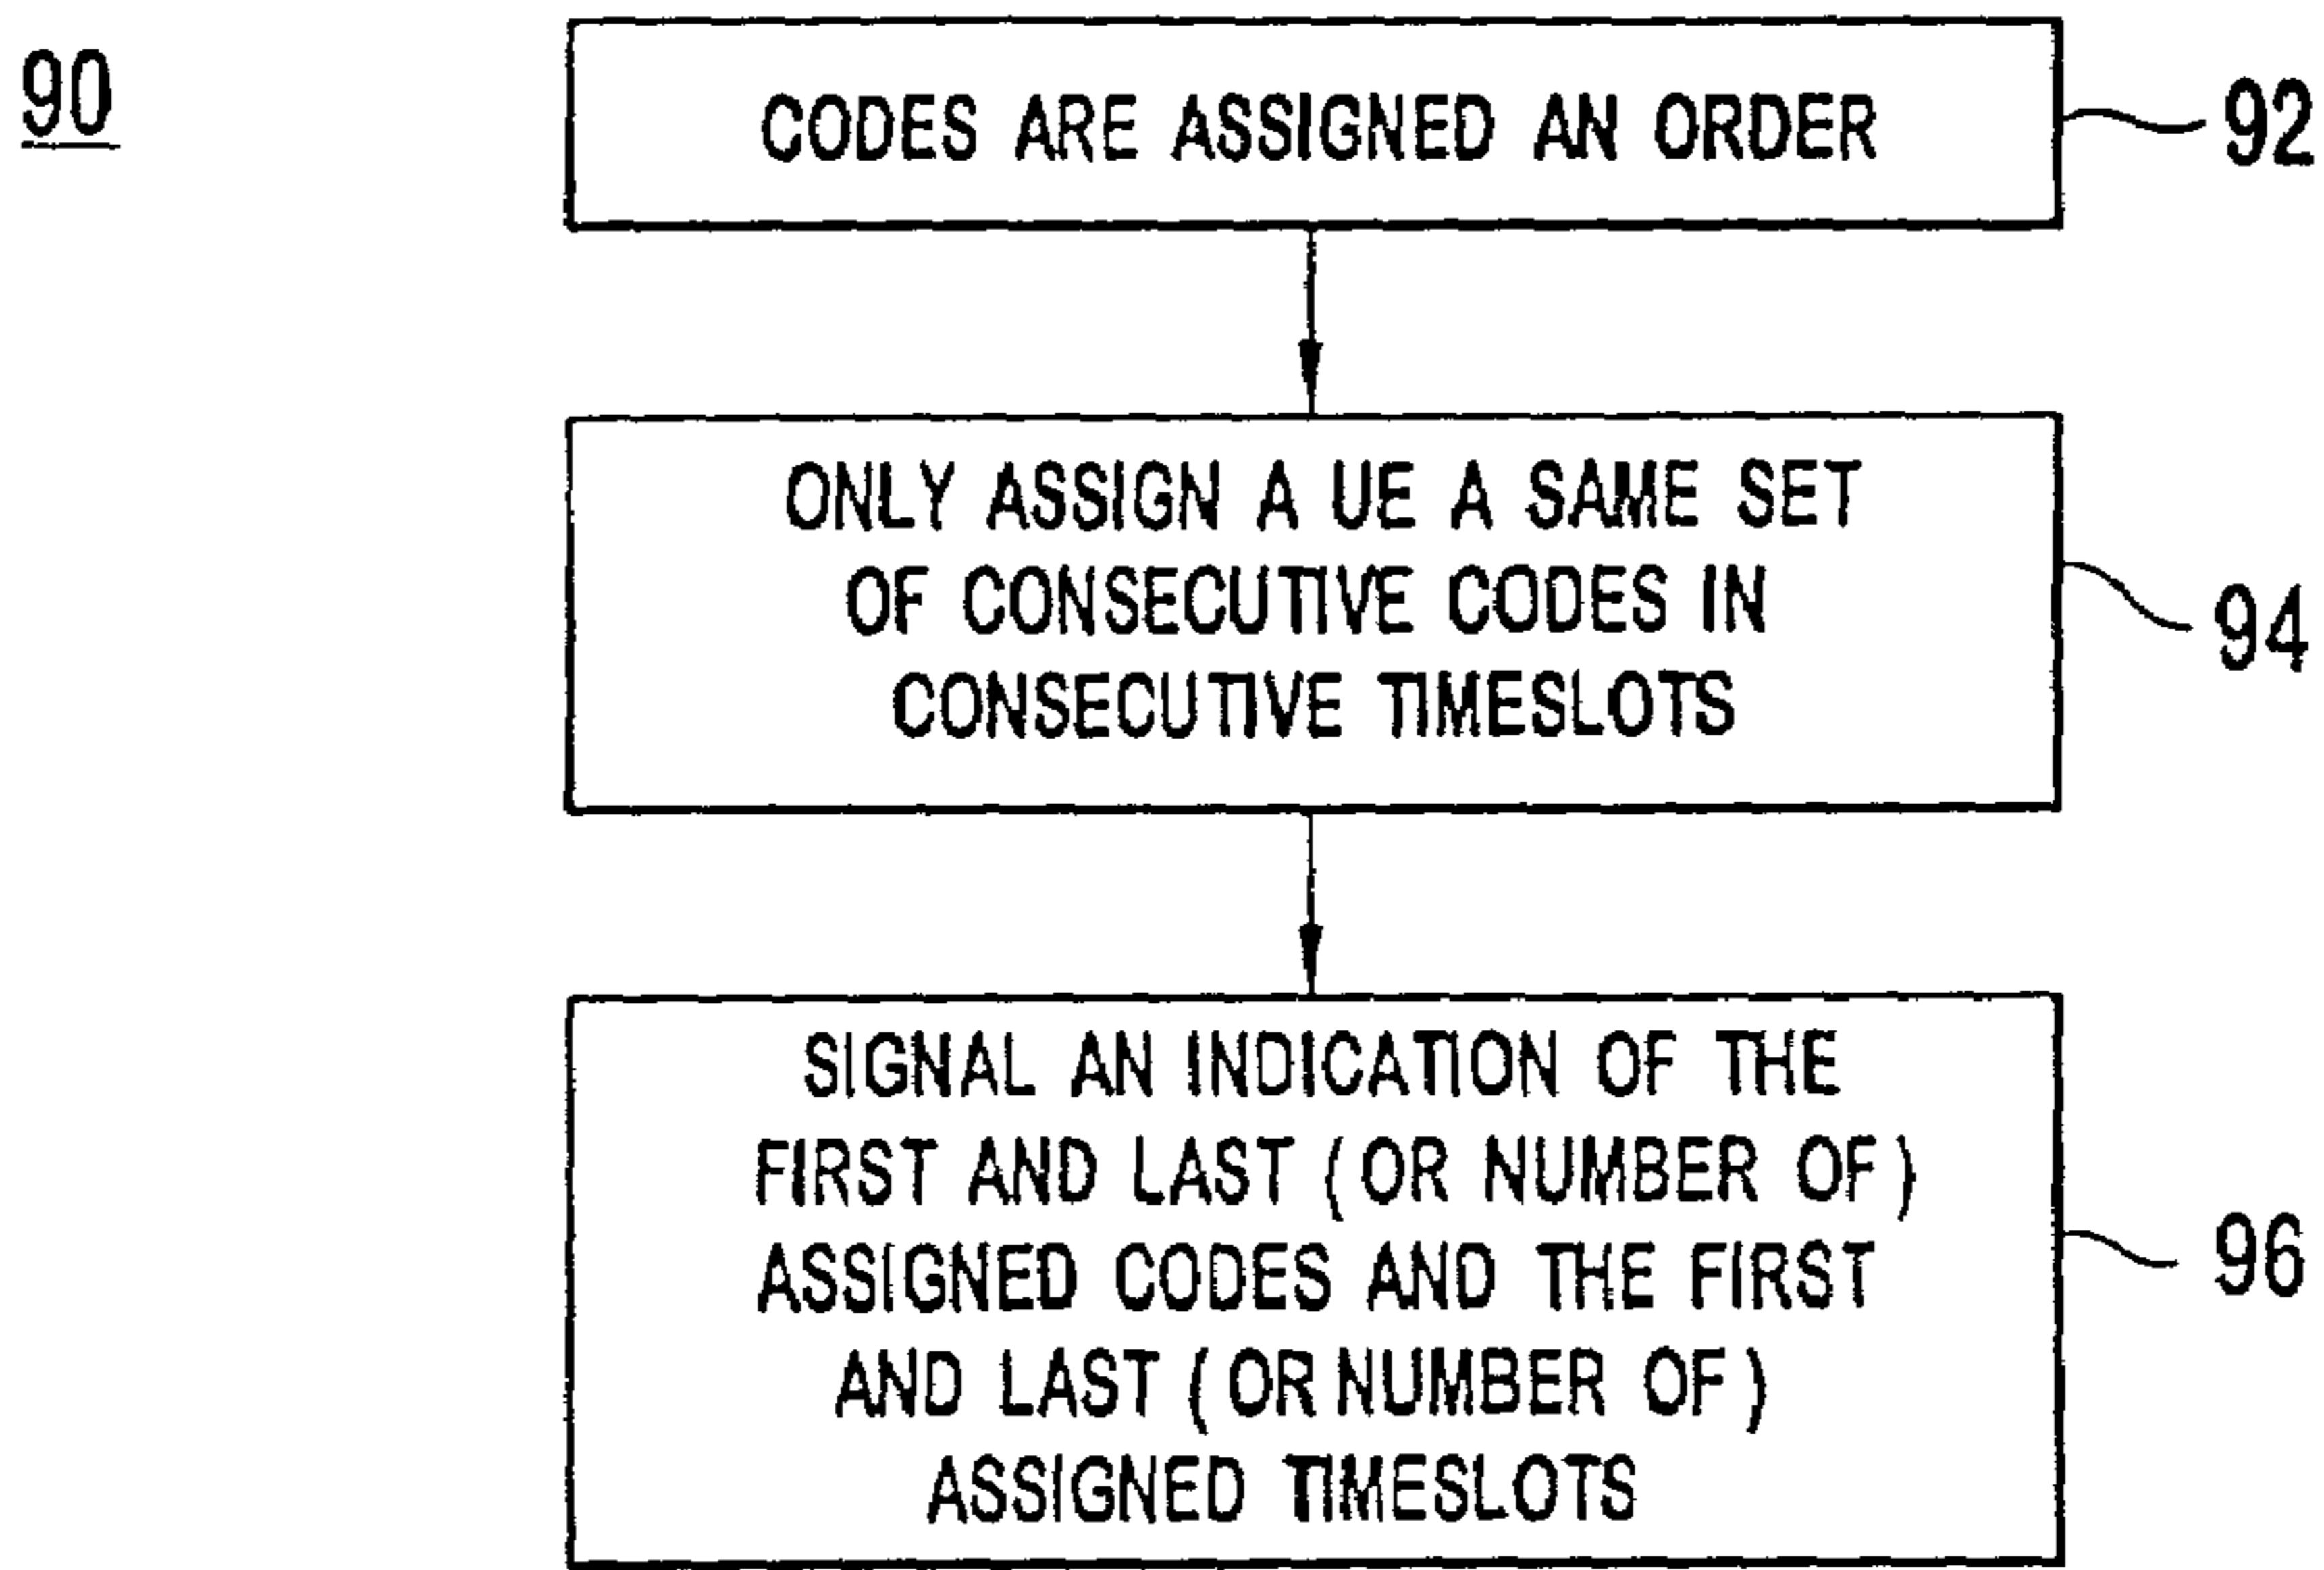 90
CODES ARE ASSIGNED AN ORDER
92
ONLY ASSIGN A UE A SAME SET
OF CONSECUTIVE CODES IN
CONSECUTIVE TIMESLOTS
94
SIGNAL AN INDICATION OF THE
FIRST AND LAST (OR NUMBER OF)
ASSIGNED CODES AND THE FIRST
AND LAST (OR NUMBER OF)
ASSIGNED TIMESLOTS
96